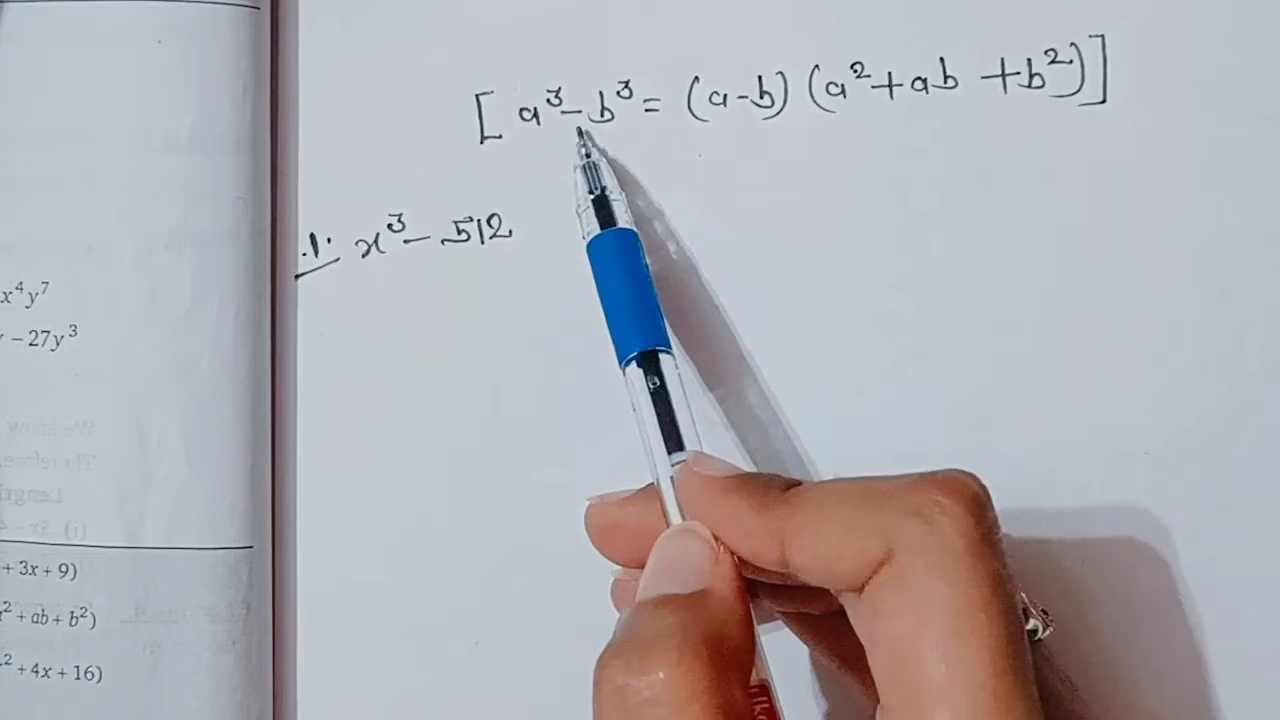 [a³-b³ = (a-b) (a²+ab +b²)]
.1. x³- 512
x⁴y⁷
- 27y³
+ 3x + 9)
² + ab + b²)
² + 4x + 16)